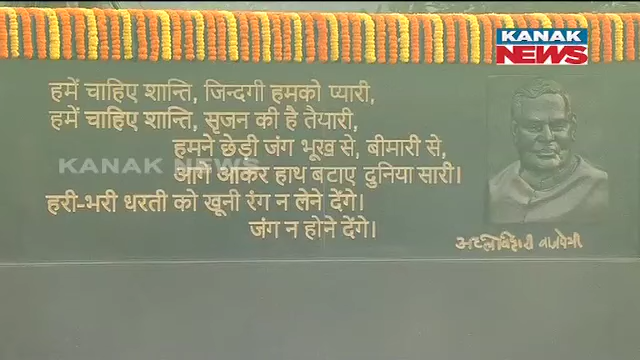 KANAK
NEWS
हमें चाहिए शान्ति, जिन्दगी हमको प्यारी,
हमें चाहिए शान्ति, सृजन की है तैयारी,
हमने छेड़ी जंग भूख से, बीमारी से,
KANAK NEWS
आगे आकर हाथ बटाए दुनिया सारी।
हरी-भरी धरती को खूनी रंग न लेने देंगे।
जंग न होने देंगे।
अटल बिहारी वाजपेयी